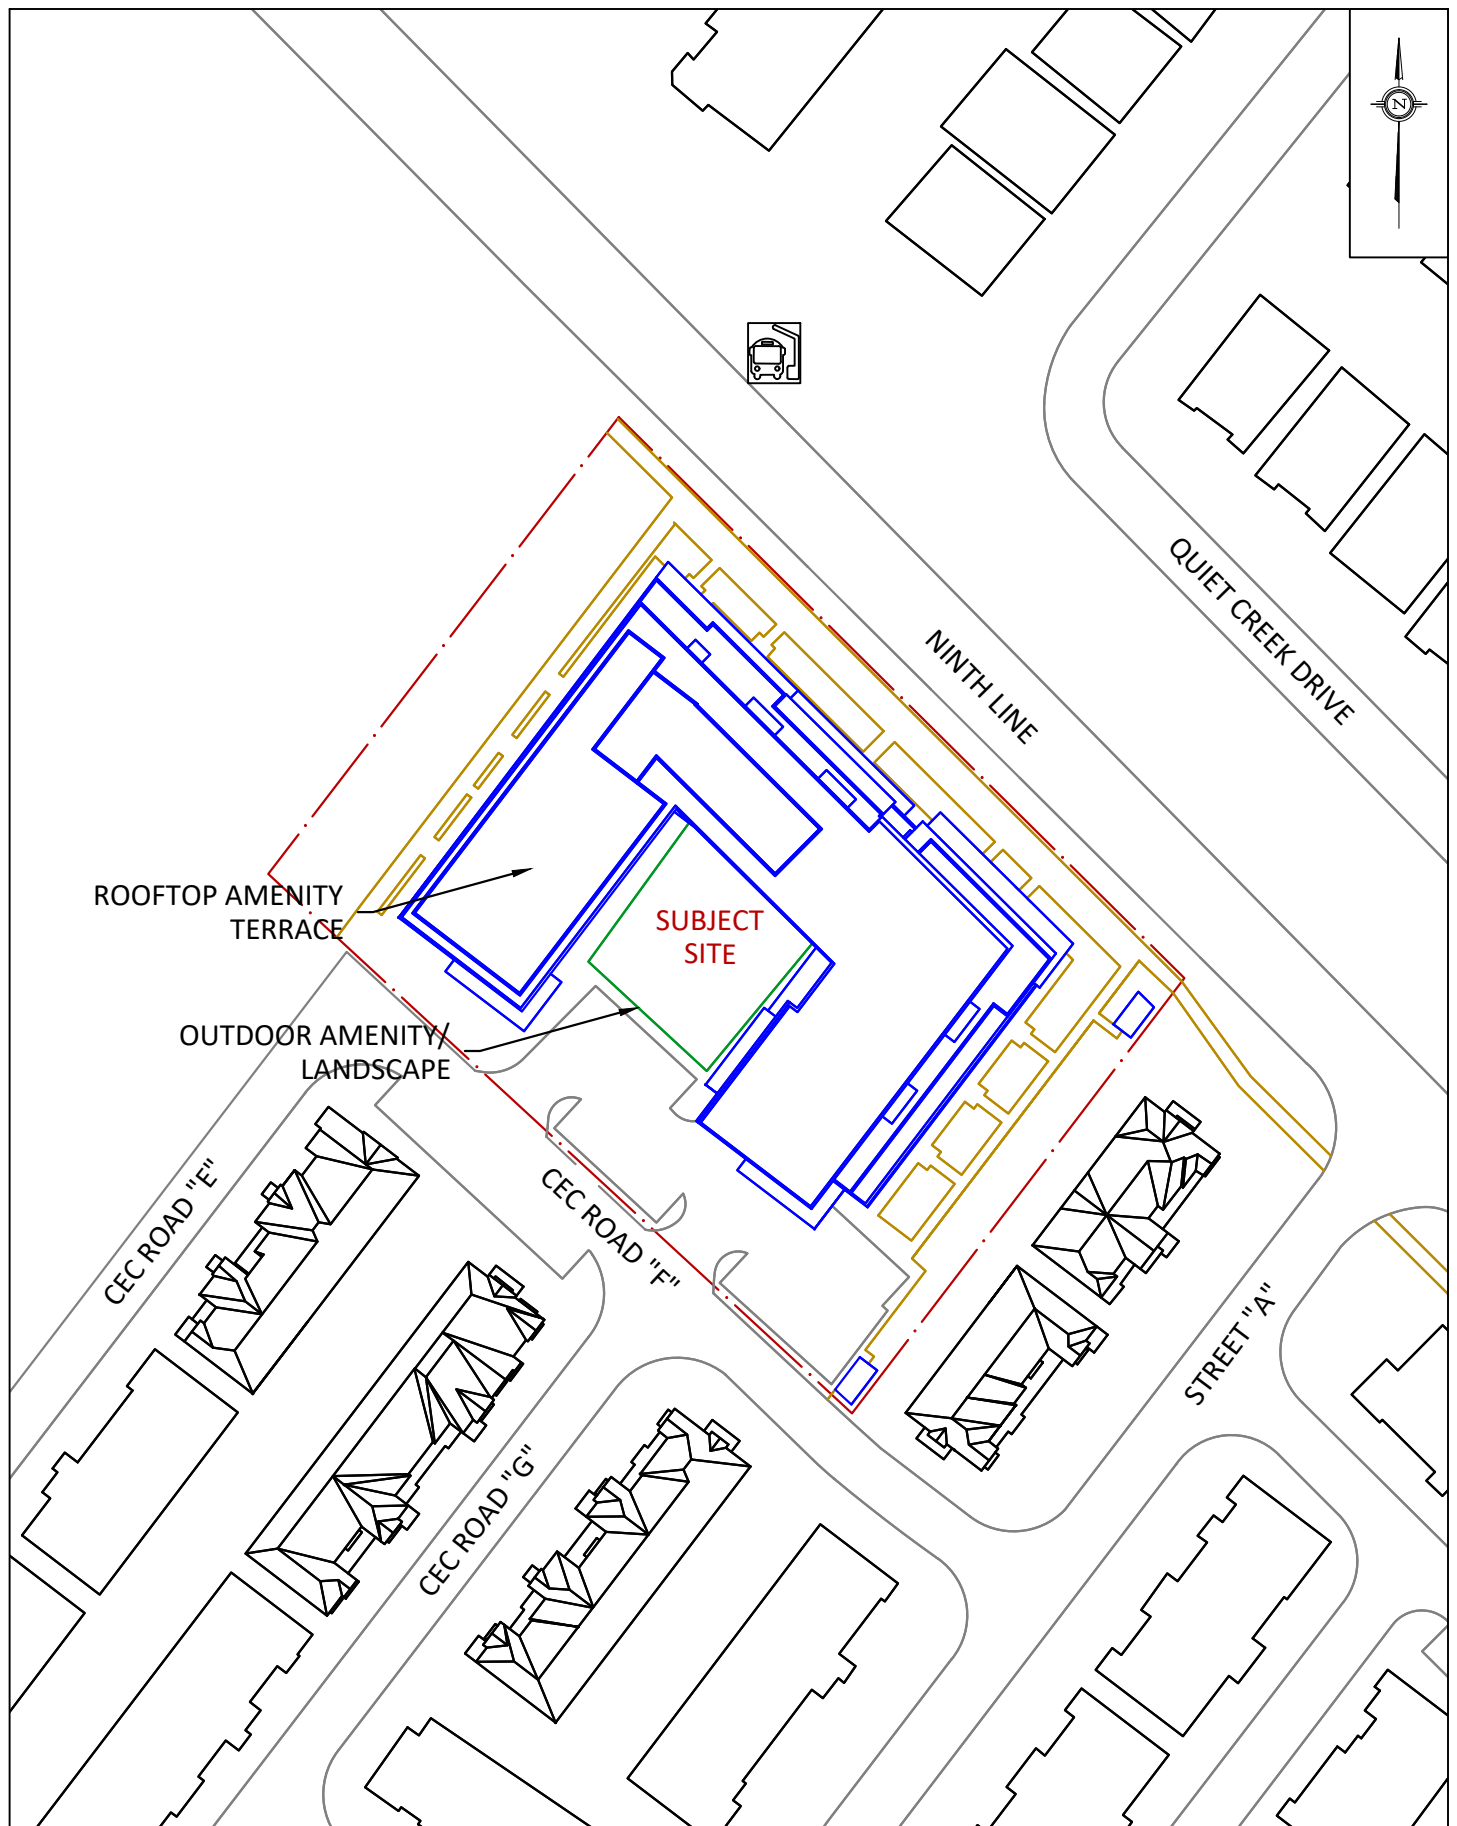 N
QUIET CREEK DRIVE
NINTH LINE
ROOFTOP AMENITY
TERRACE
SUBJECT
SITE
OUTDOOR AMENITY/
LANDSCAPE
CEC ROAD "E"
CEC ROAD "F"
STREET "A"
CEC ROAD "G"